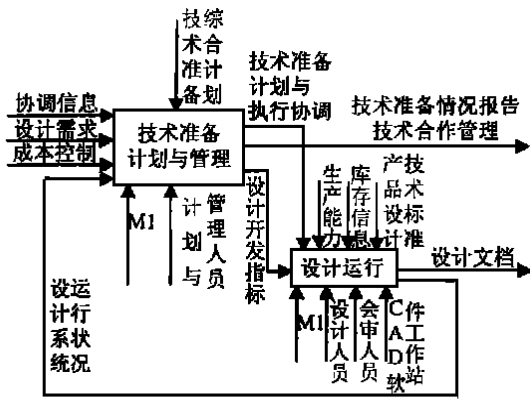 技术准备
综合计划
技术准备
计划与
执行协调
协调信息
设计需求
成本控制
技术准备
计划与管理
技术准备情况报告
技术合作管理
M1
计划与
管理人员
设计开发指标
生产能力
库存信息
产品设计
技术标准
设计运行
设计文档
设计系统
运行状况
M1
设计人员
会审人员
CAD软
件工作站